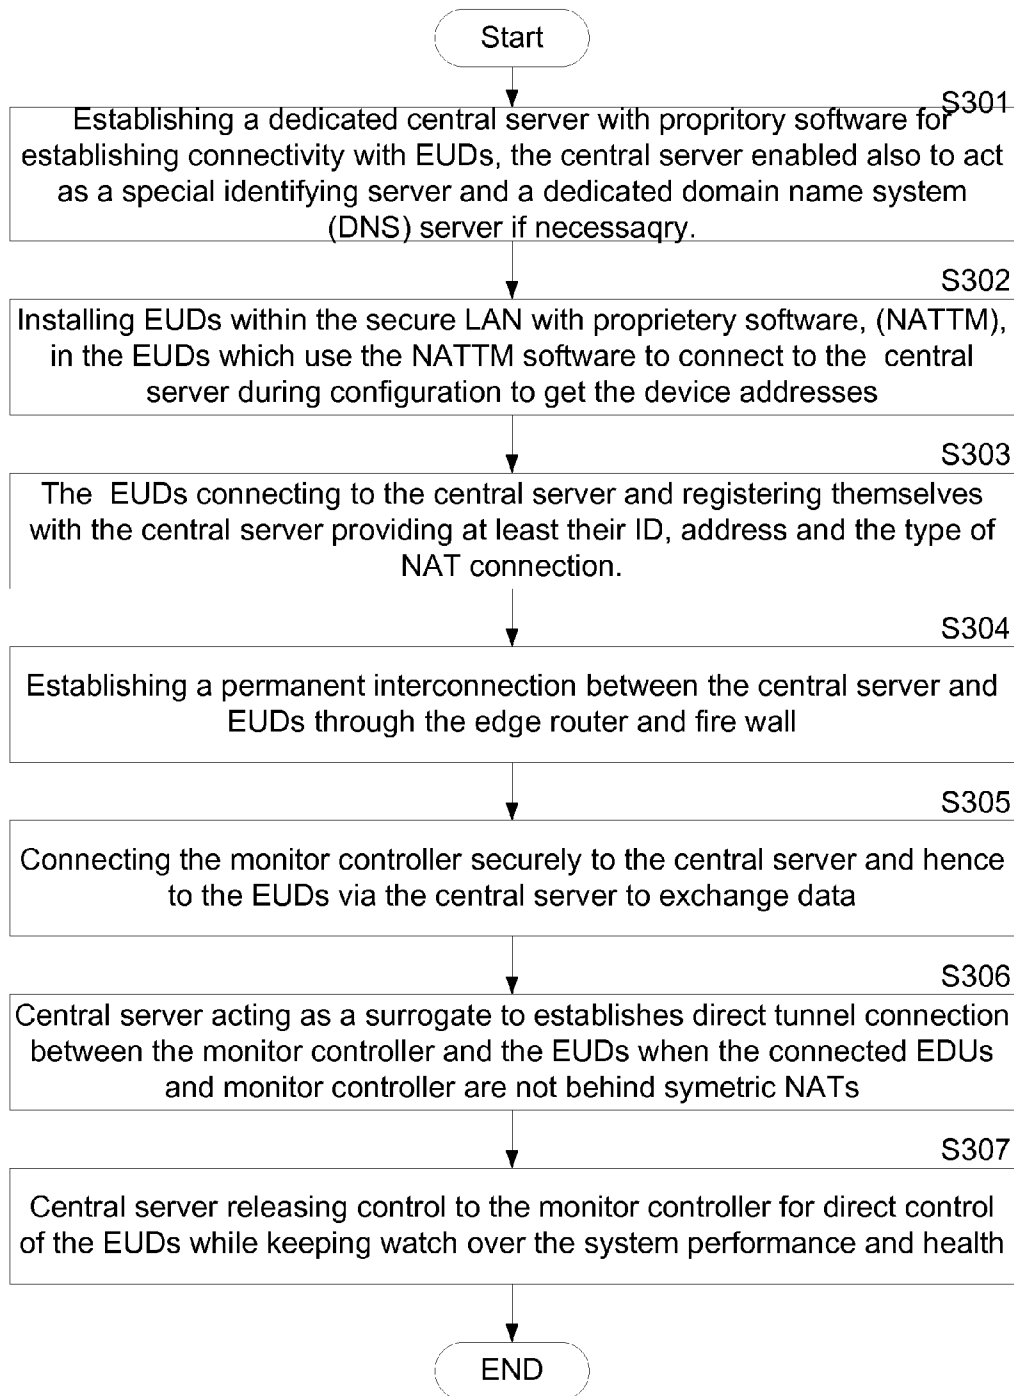 Start
S301
Establishing a dedicated central server with propritory software for
establishing connectivity with EUDs, the central server enabled also to act
as a special identifying server and a dedicated domain name system
(DNS) server if necessaqry.
S302
Installing EUDs within the secure LAN with proprietery software, (NATTM),
in the EUDs which use the NATTM software to connect to the central
server during configuration to get the device addresses
S303
The EUDs connecting to the central server and registering themselves
with the central server providing at least their ID, address and the type of
NAT connection.
S304
Establishing a permanent interconnection between the central server and
EUDs through the edge router and fire wall
S305
Connecting the monitor controller securely to the central server and hence
to the EUDs via the central server to exchange data
S306
Central server acting as a surrogate to establishes direct tunnel connection
between the monitor controller and the EUDs when the connected EDUs
and monitor controller are not behind symetric NATs
S307
Central server releasing control to the monitor controller for direct control
of the EUDs while keeping watch over the system performance and health
END